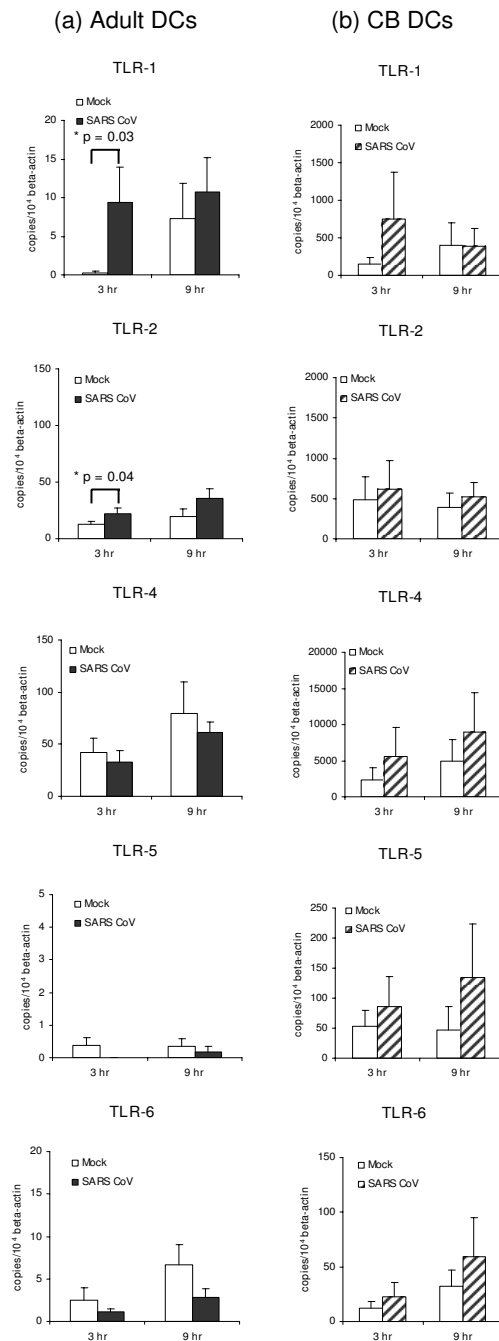 (a) Adult DCs
(b) CB DCs
TLR-1
Mock
SARS CoV
* p = 0.03
copies/10⁴ beta-actin
20
15
10
5
0
3 hr
9 hr
TLR-1
Mock
SARS CoV
copies/10⁴ beta-actin
2000
1500
1000
500
0
3 hr
9 hr
TLR-2
Mock
SARS CoV
* p = 0.04
copies/10⁴ beta-actin
150
100
50
0
3 hr
9 hr
TLR-2
Mock
SARS CoV
copies/10⁴ beta-actin
2000
1500
1000
500
0
3 hr
9 hr
TLR-4
Mock
SARS CoV
copies/10⁴ beta-actin
150
100
50
0
3 hr
9 hr
TLR-4
Mock
SARS CoV
copies/10⁴ beta-actin
20000
15000
10000
5000
0
3 hr
9 hr
TLR-5
Mock
SARS CoV
copies/10⁴ beta-actin
5
4
3
2
1
0
3 hr
9 hr
TLR-5
Mock
SARS CoV
copies/10⁴ beta-actin
250
200
150
100
50
0
3 hr
9 hr
TLR-6
Mock
SARS CoV
copies/10⁴ beta-actin
20
15
10
5
0
3 hr
9 hr
TLR-6
Mock
SARS CoV
copies/10⁴ beta-actin
150
100
50
0
3 hr
9 hr